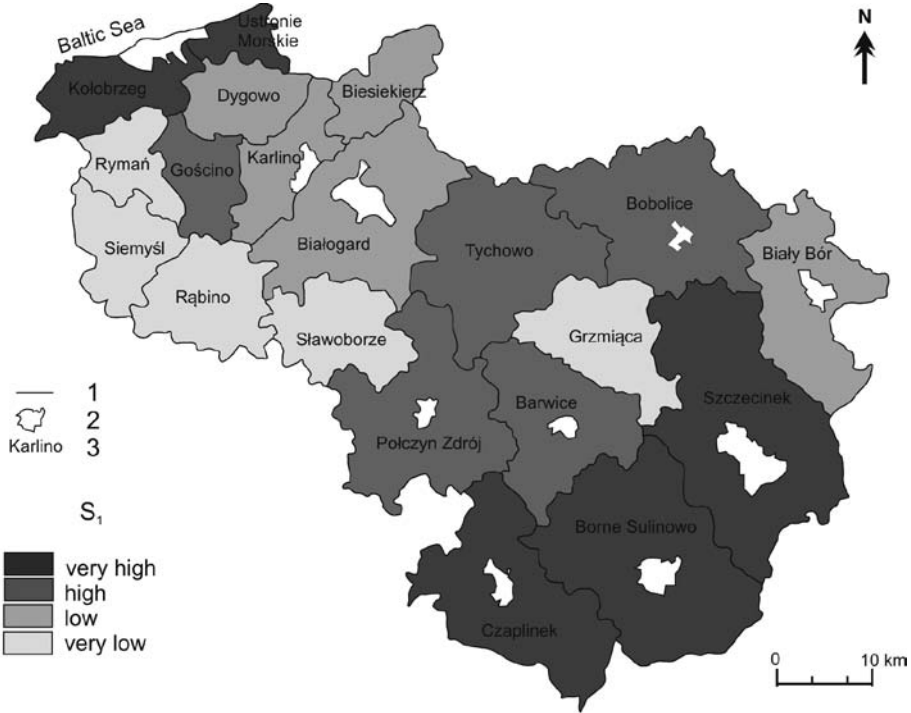 Baltic Sea
Ustronie
Morskie
N
Kołobrzeg
Dygowo
Biesiekierz
Rymań
Gościno
Karlino
Bobolice
Siemyśl
Białogard
Tychowo
Biały Bór
Rąbino
Sławoborze
Grzmiąca
1
2
Karlino 3
Barwice
Szczecinek
Połczyn Zdrój
S₁
Borne Sulinowo
very high
high
low
very low
Czaplinek
0 10 km